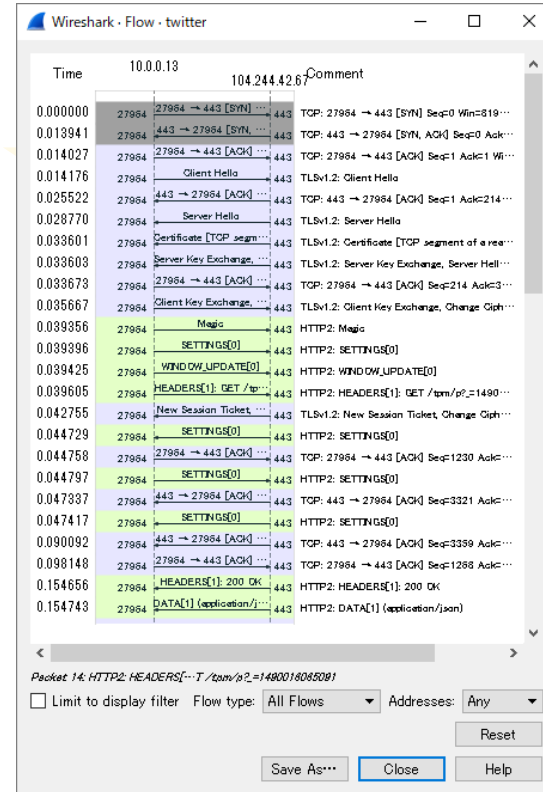 Wireshark · Flow · twitter
Time 10.0.0.13 104.244.42.67 Comment
0.000000 27964 27964 → 443 [SYN] ··· 443 TCP: 27964 → 443 [SYN] Seq=0 Win=819···
0.013941 27964 443 → 27964 [SYN, ··· 443 TCP: 443 → 27964 [SYN, ACK] Seq=0 Ack···
0.014027 27964 27964 → 443 [ACK] ··· 443 TCP: 27964 → 443 [ACK] Seq=1 Ack=1 Wi···
0.014176 27964 Client Hello 443 TLSv1.2: Client Hello
0.025522 27964 443 → 27964 [ACK] ··· 443 TCP: 443 → 27964 [ACK] Seq=1 Ack=214···
0.028770 27964 Server Hello 443 TLSv1.2: Server Hello
0.033601 27964 Certificate [TCP segm··· 443 TLSv1.2: Certificate [TCP segment of a rea···
0.033603 27964 Server Key Exchange, ··· 443 TLSv1.2: Server Key Exchange, Server Hell···
0.033673 27964 27964 → 443 [ACK] ··· 443 TCP: 27964 → 443 [ACK] Seq=214 Ack=3···
0.035667 27964 Client Key Exchange, ··· 443 TLSv1.2: Client Key Exchange, Change Ciph···
0.039356 27964 Magic 443 HTTP2: Magic
0.039396 27964 SETTINGS[0] 443 HTTP2: SETTINGS[0]
0.039425 27964 WINDOW_UPDATE[0] 443 HTTP2: WINDOW_UPDATE[0]
0.039605 27964 HEADERS[1]: GET /tp··· 443 HTTP2: HEADERS[1]: GET /tpm/p?_=1490···
0.042755 27964 New Session Ticket, ··· 443 TLSv1.2: New Session Ticket, Change Ciph···
0.044729 27964 SETTINGS[0] 443 HTTP2: SETTINGS[0]
0.044758 27964 27964 → 443 [ACK] ··· 443 TCP: 27964 → 443 [ACK] Seq=1230 Ack=···
0.044797 27964 SETTINGS[0] 443 HTTP2: SETTINGS[0]
0.047337 27964 443 → 27964 [ACK] ··· 443 TCP: 443 → 27964 [ACK] Seq=3321 Ack=···
0.047417 27964 SETTINGS[0] 443 HTTP2: SETTINGS[0]
0.090092 27964 443 → 27964 [ACK] ··· 443 TCP: 443 → 27964 [ACK] Seq=3359 Ack=···
0.098148 27964 27964 → 443 [ACK] ··· 443 TCP: 27964 → 443 [ACK] Seq=1268 Ack=···
0.154656 27964 HEADERS[1]: 200 OK 443 HTTP2: HEADERS[1]: 200 OK
0.154743 27964 DATA[1] (application/j··· 443 HTTP2: DATA[1] (application/json)
Packet 14: HTTP2: HEADERS[···T /tpm/p?_=1490016065091
Limit to display filter Flow type: All Flows Addresses: Any
Reset
Save As··· Close Help